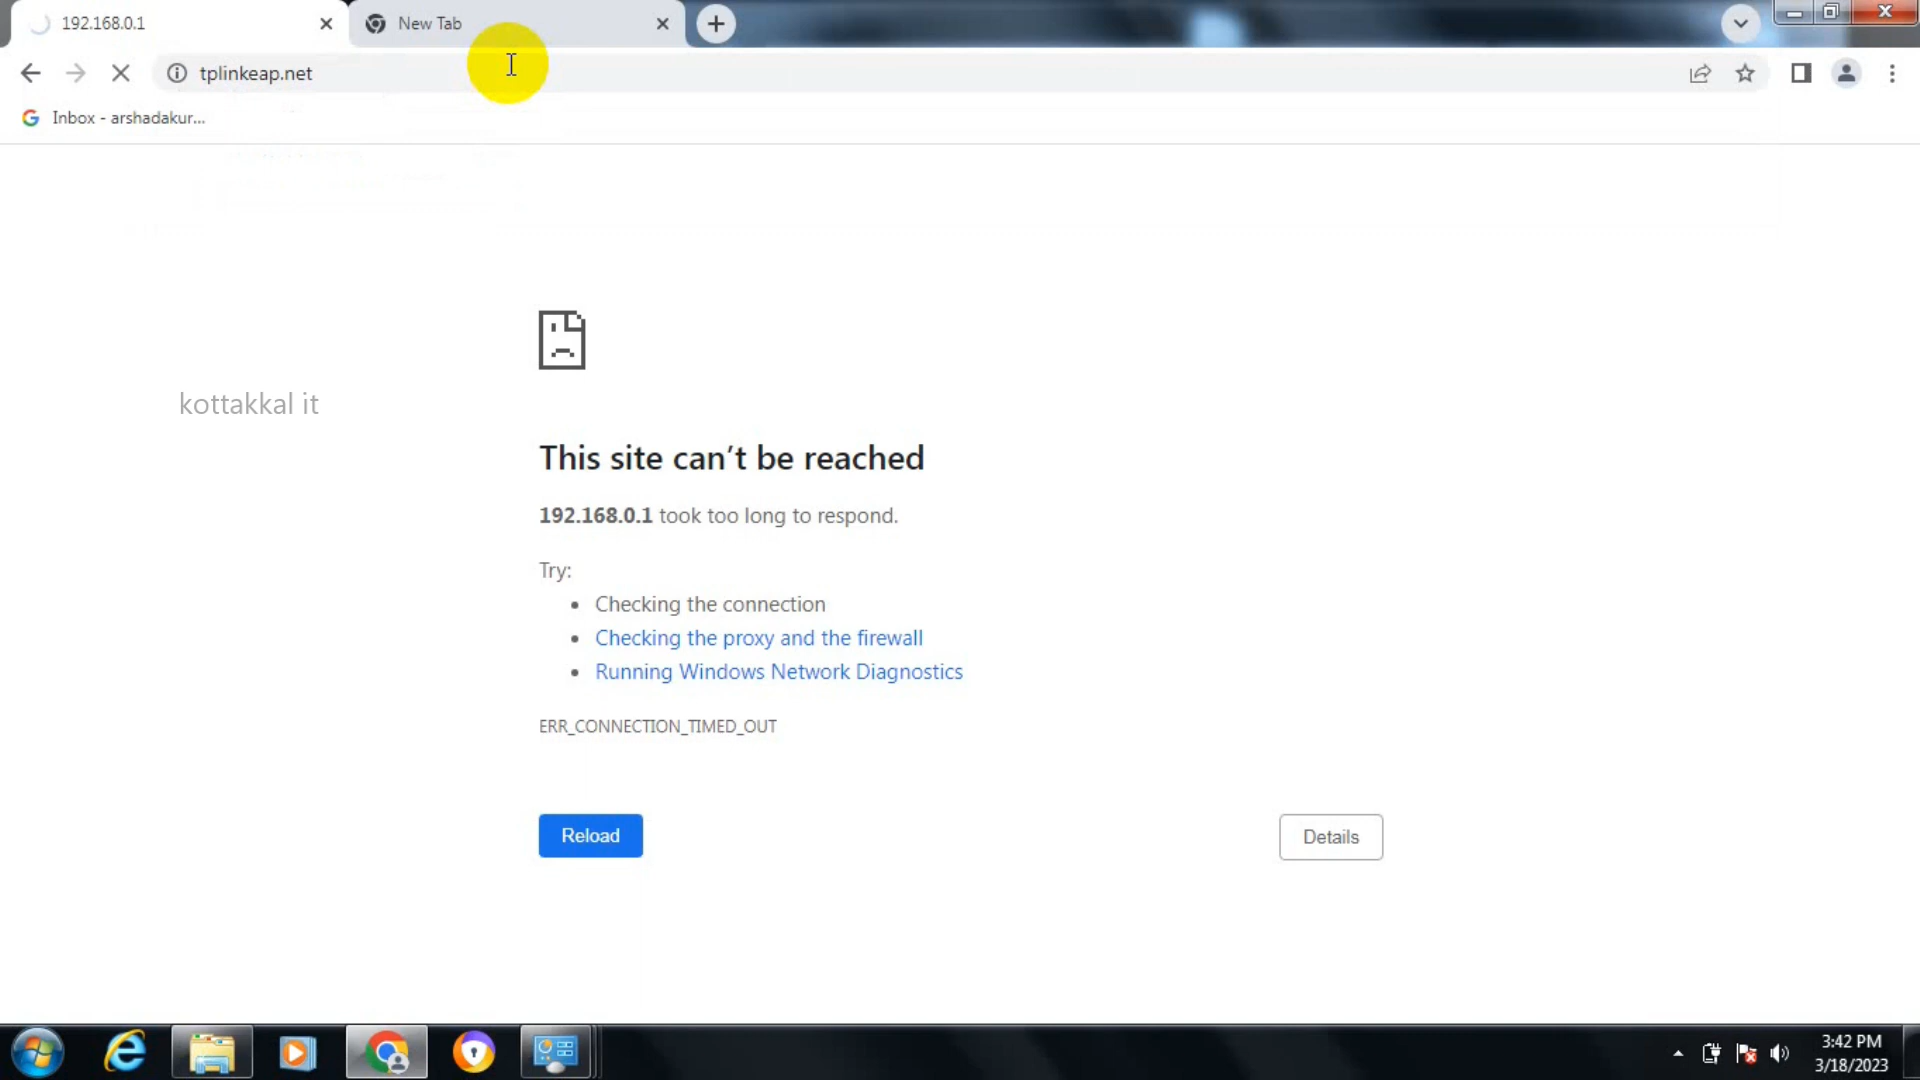 192.168.0.1
New Tab
tplinkeap.net
Inbox - arshadakur...
kottakkal it
This site can't be reached
192.168.0.1 took too long to respond.
Try:
Checking the connection
Checking the proxy and the firewall
Running Windows Network Diagnostics
ERR_CONNECTION_TIMED_OUT
Reload
Details
3:42 PM
3/18/2023